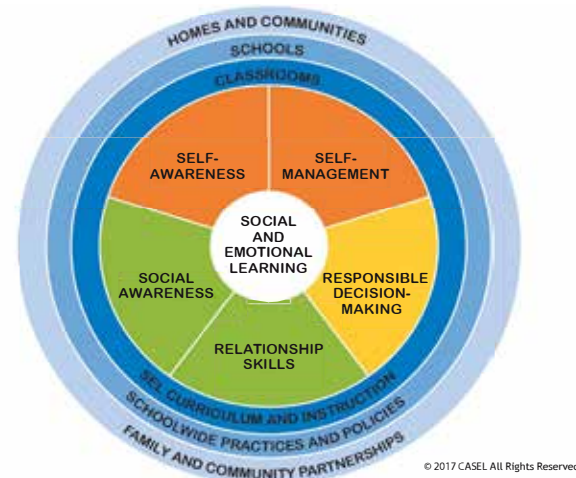 HOMES AND COMMUNITIES
SCHOOLS
CLASSROOMS
SELF-
AWARENESS
SELF-
MANAGEMENT
SOCIAL
AND
EMOTIONAL
LEARNING
SOCIAL
AWARENESS
RESPONSIBLE
DECISION-
MAKING
RELATIONSHIP
SKILLS
SEL CURRICULUM AND INSTRUCTION
SCHOOLWIDE PRACTICES AND POLICIES
FAMILY AND COMMUNITY PARTNERSHIPS
© 2017 CASEL All Rights Reserved